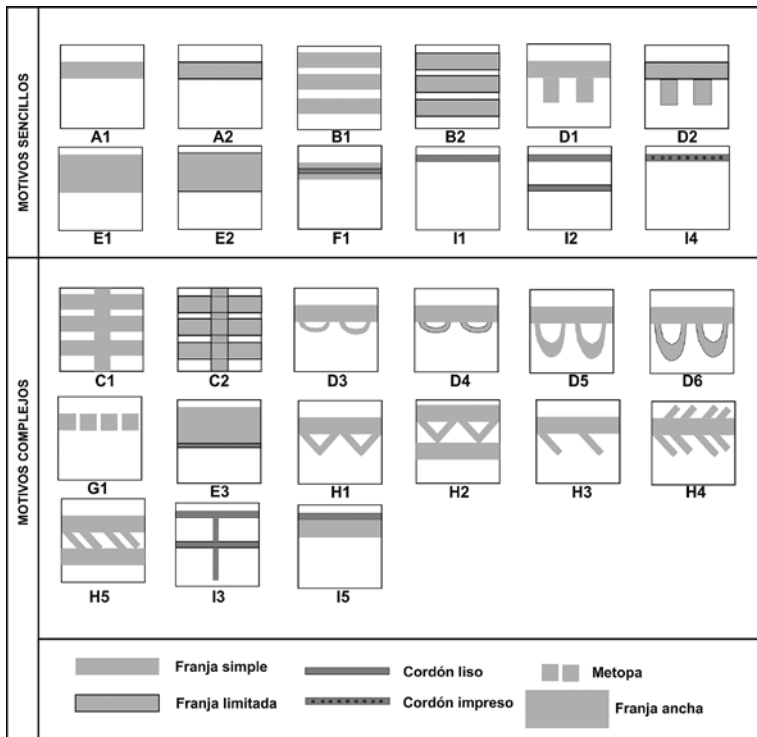 MOTIVOS SENCILLOS
A1 A2 B1 B2 D1 D2
E1 E2 F1 I1 I2 I4
MOTIVOS COMPLEJOS
C1 C2 D3 D4 D5 D6
G1 E3 H1 H2 H3 H4
H5 I3 I5
Franja simple Cordón liso Metopa
Franja limitada Cordón impreso Franja ancha